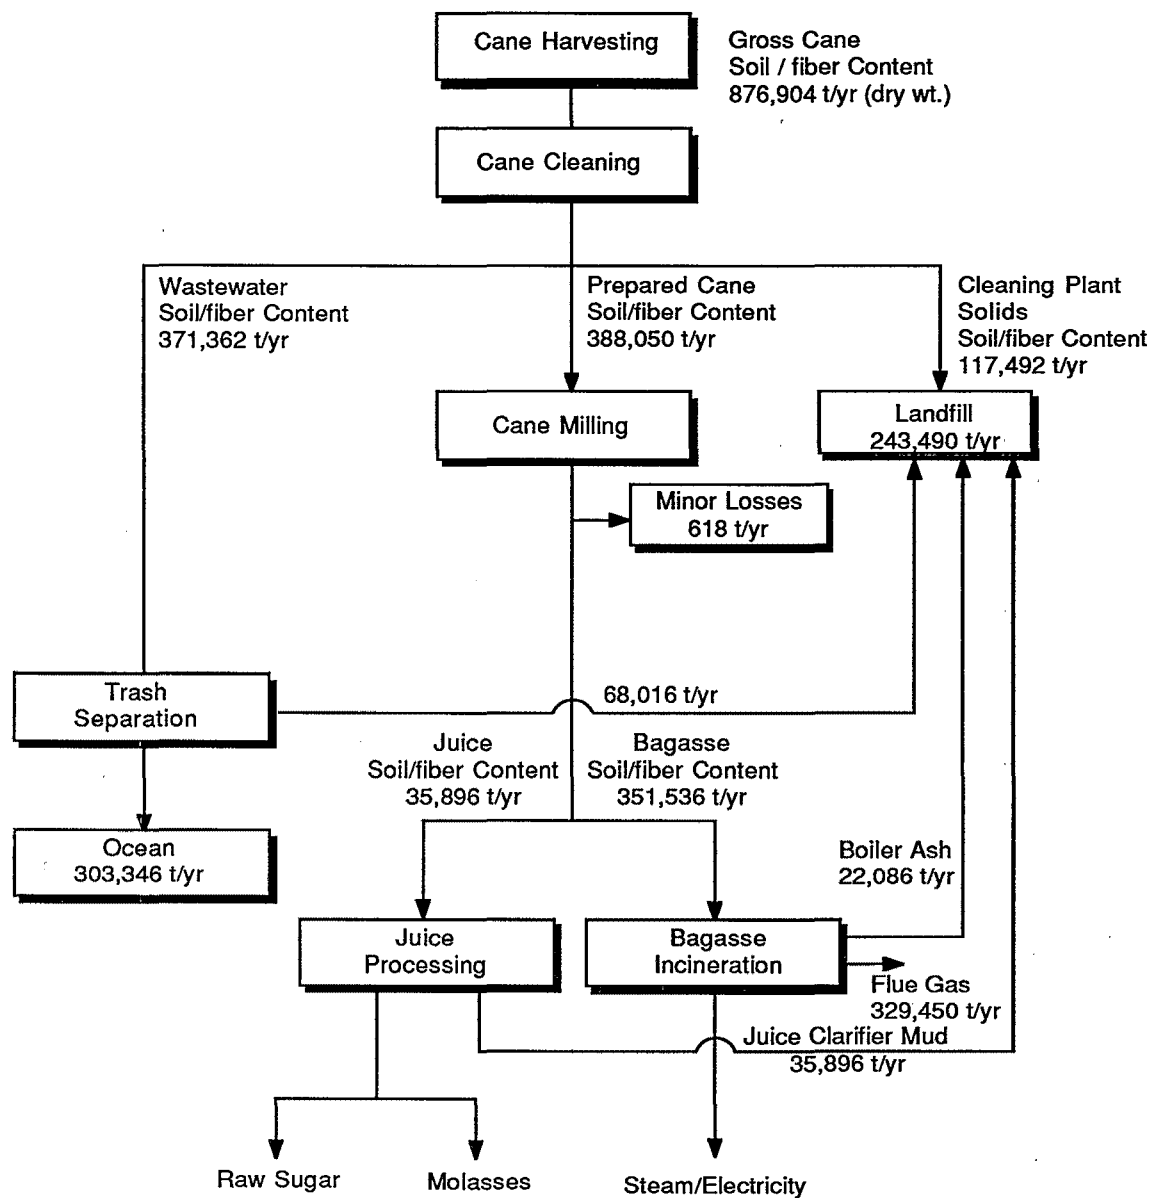 Cane Harvesting
Gross Cane
Soil / fiber Content
876,904 t/yr (dry wt.)
Cane Cleaning
Wastewater
Soil/fiber Content
371,362 t/yr
Prepared Cane
Soil/fiber Content
388,050 t/yr
Cleaning Plant
Solids
Soil/fiber Content
117,492 t/yr
Cane Milling
Landfill
243,490 t/yr
Minor Losses
618 t/yr
Trash
Separation
68,016 t/yr
Juice
Soil/fiber Content
35,896 t/yr
Bagasse
Soil/fiber Content
351,536 t/yr
Ocean
303,346 t/yr
Boiler Ash
22,086 t/yr
Juice
Processing
Bagasse
Incineration
Flue Gas
329,450 t/yr
Juice Clarifier Mud
35,896 t/yr
Raw Sugar
Molasses
Steam/Electricity